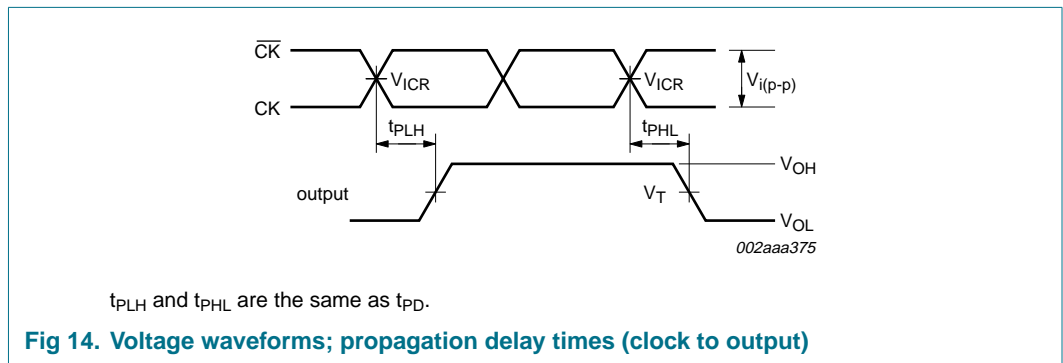 CK
V_ICR V_ICR V_i(p-p)
CK
t_PLH t_PHL
V_OH
output V_T
V_OL
002aaa375
t_PLH and t_PHL are the same as t_PD.
Fig 14. Voltage waveforms; propagation delay times (clock to output)